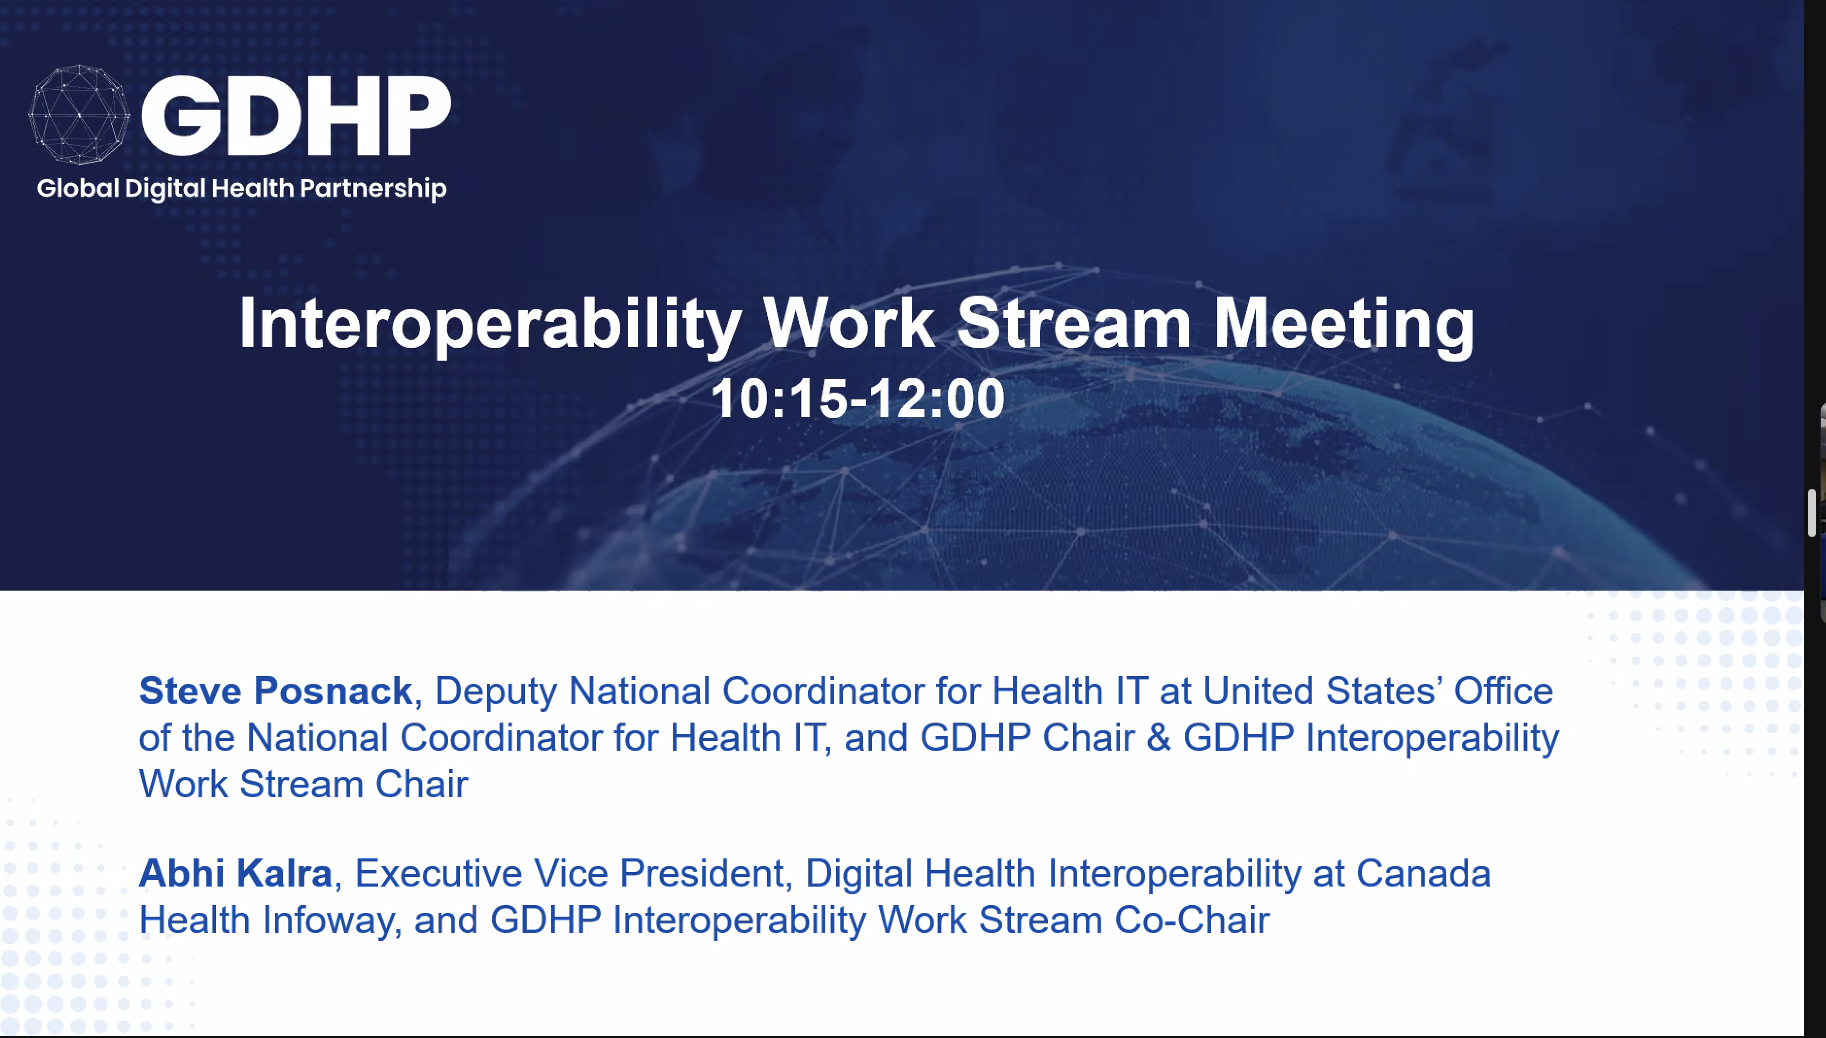 GDHP
Global Digital Health Partnership
Interoperability Work Stream Meeting
10:15-12:00
Steve Posnack, Deputy National Coordinator for Health IT at United States’ Office
of the National Coordinator for Health IT, and GDHP Chair & GDHP Interoperability
Work Stream Chair
Abhi Kalra, Executive Vice President, Digital Health Interoperability at Canada
Health Infoway, and GDHP Interoperability Work Stream Co-Chair